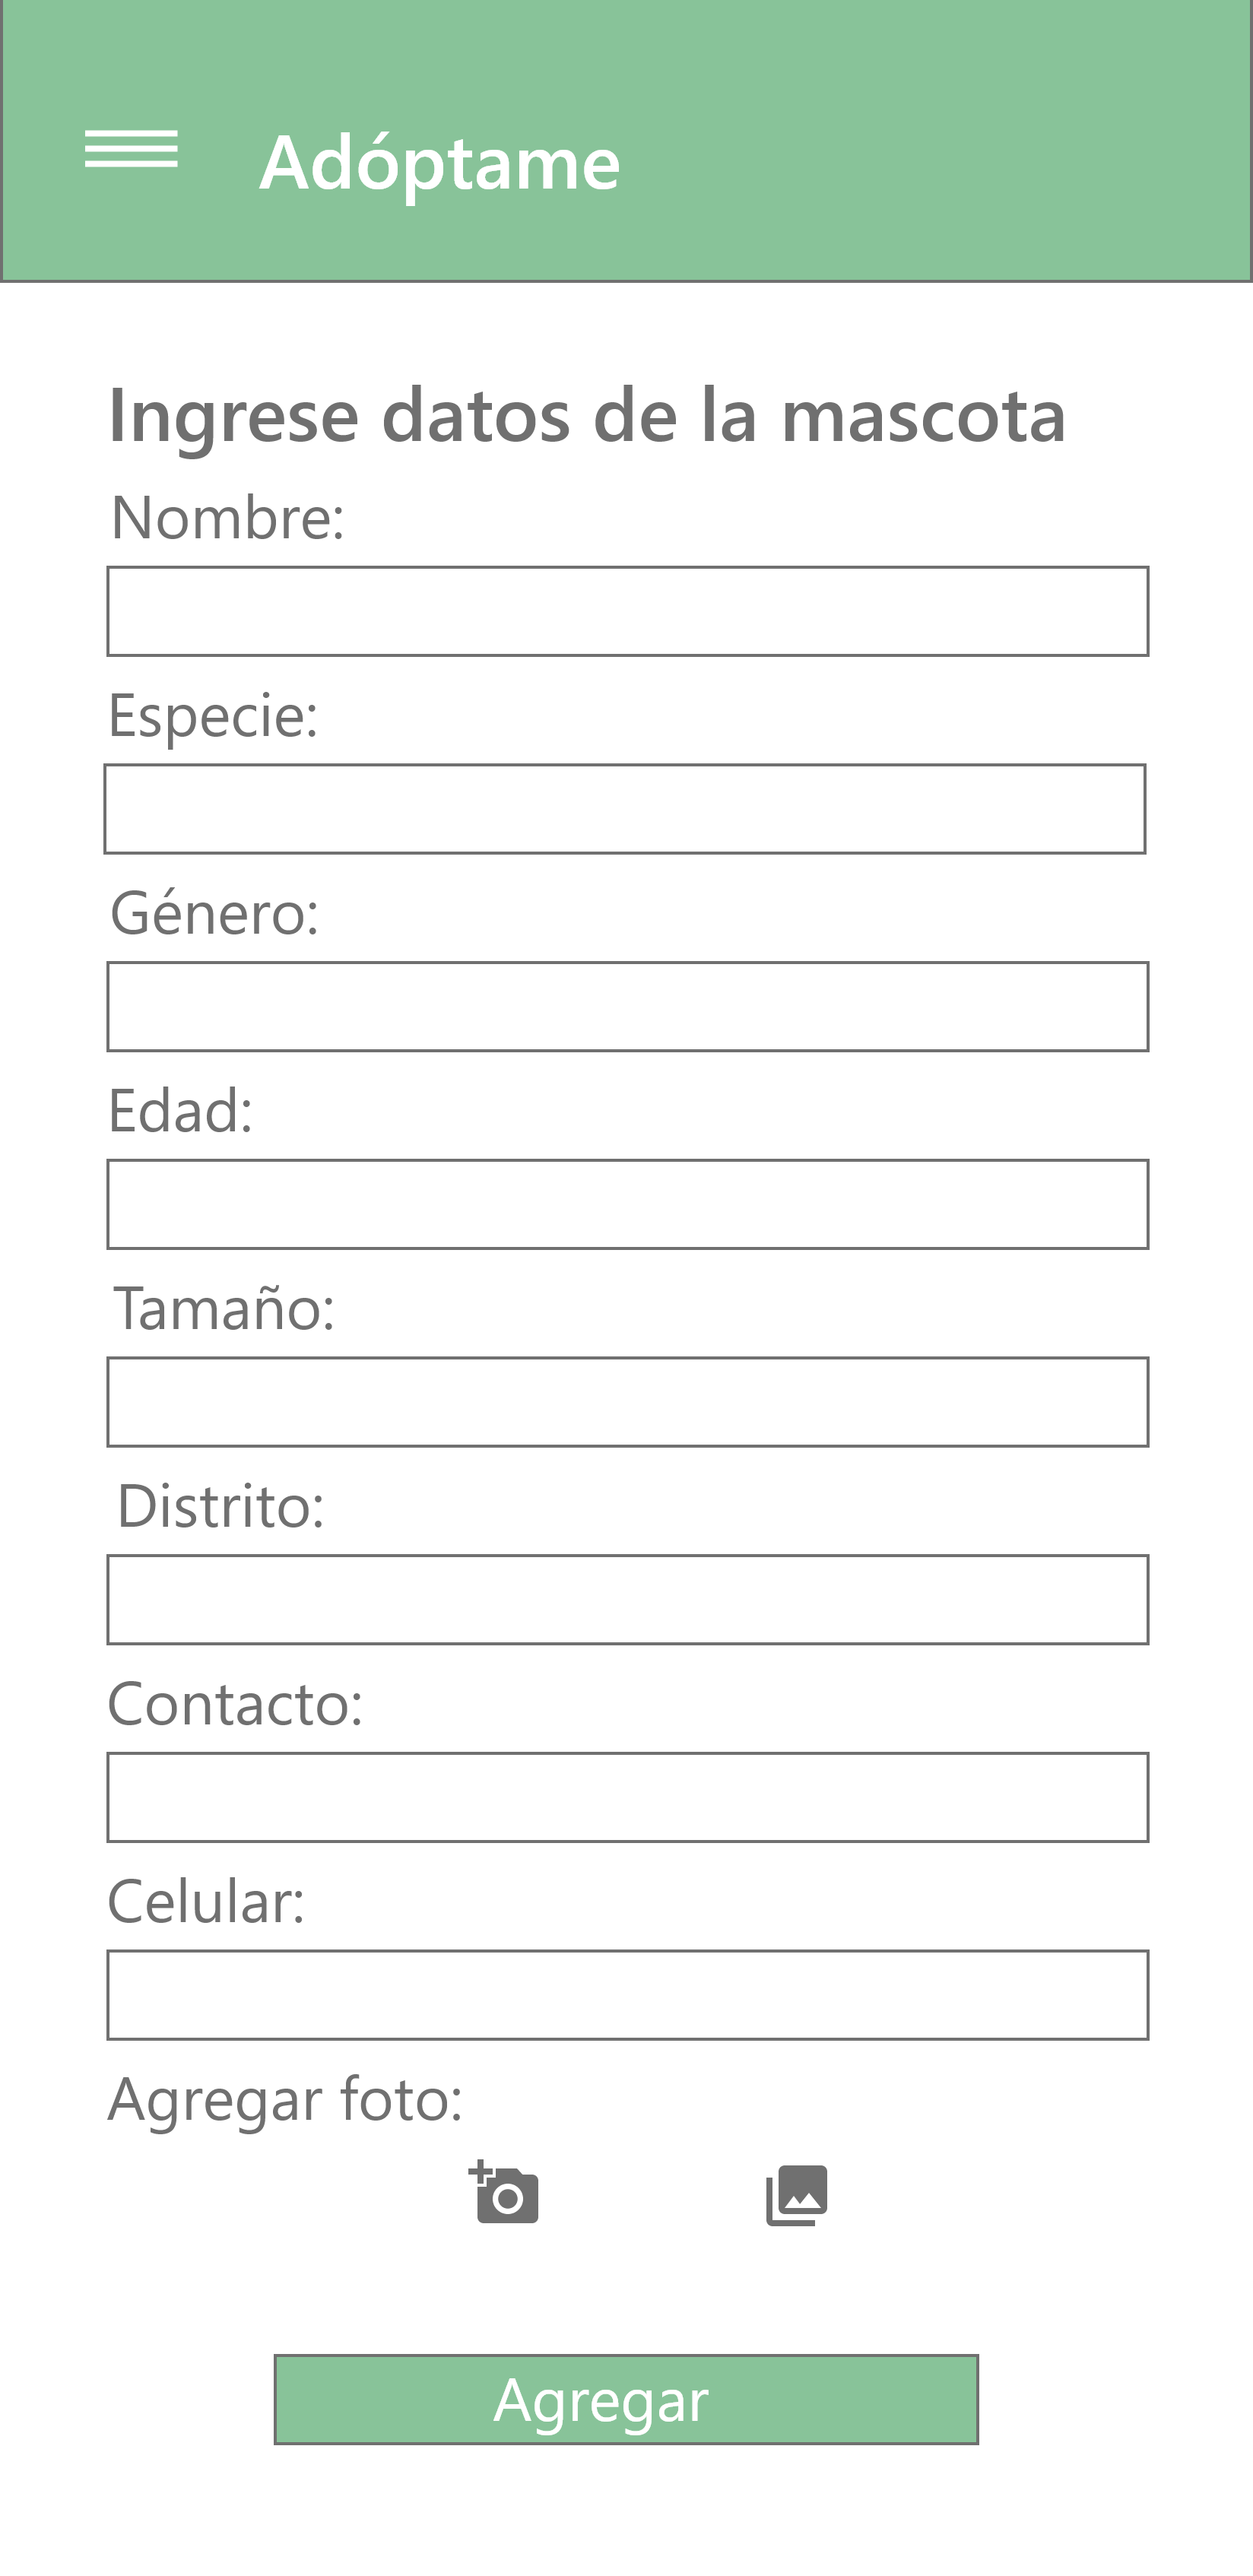 Adóptame
Ingrese datos de la mascota
Nombre:
Especie:
Género:
Edad:
Tamaño:
Distrito:
Contacto:
Celular:
Agregar foto:
Agregar